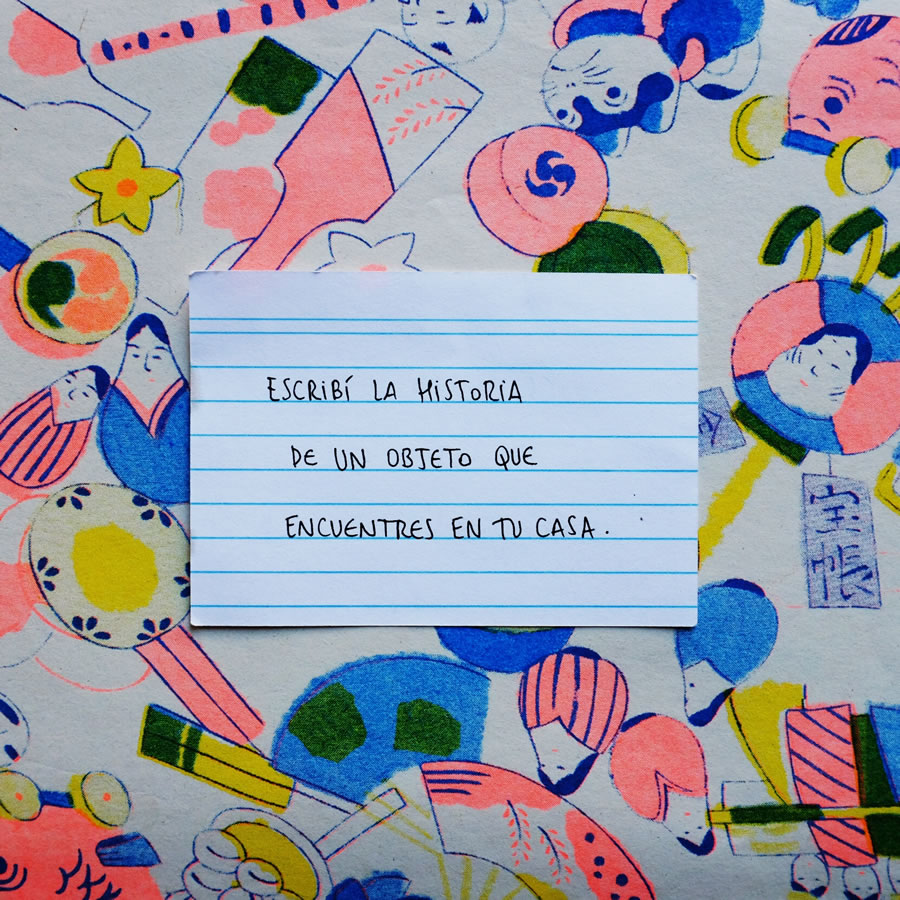 ESCRIBÍ LA HISTORIA
DE UN OBJETO QUE
ENCUENTRES EN TU CASA.
宝
帳